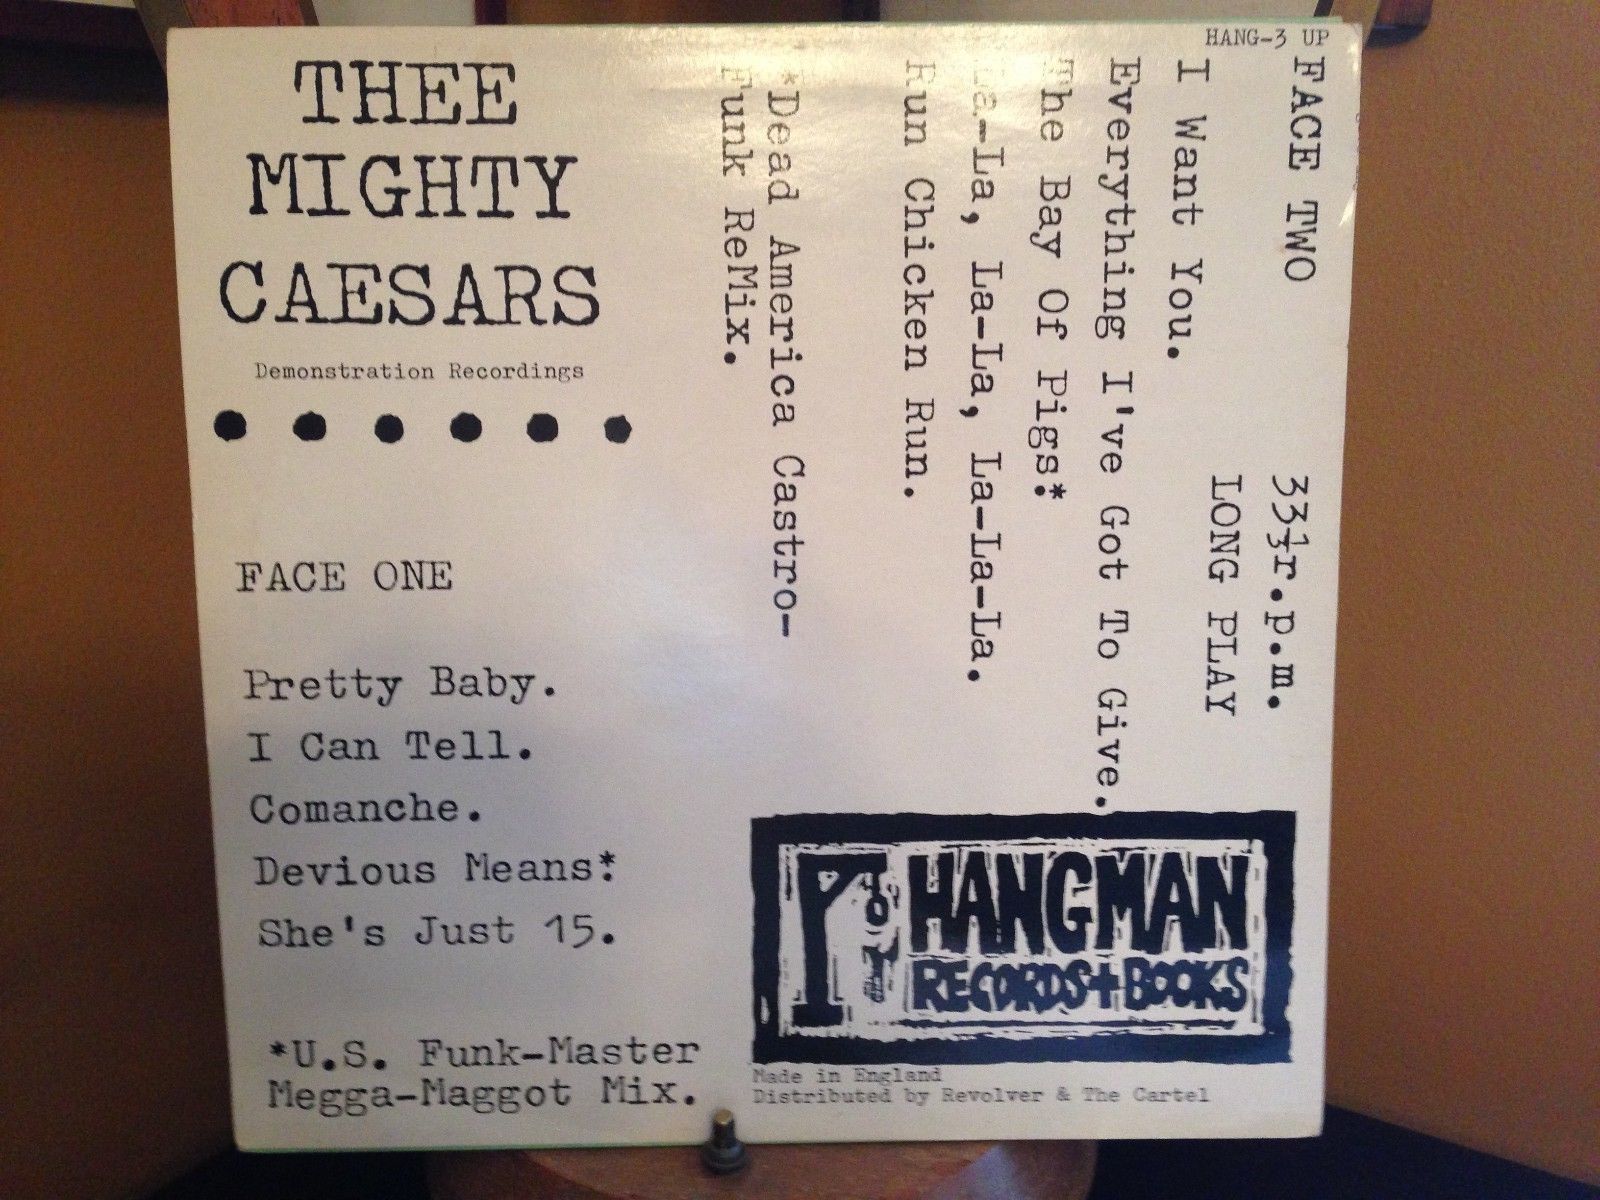 THEE
MIGHTY
CAESARS
Demonstration Recordings
FACE ONE
Pretty Baby.
I Can Tell.
Comanche.
Devious Means*.
She's Just 15.
*U.S. Funk-Master
Megga-Maggot Mix.
HANG-3 UP
FACE TWO
33⅓r.p.m.
LONG PLAY
I Want You.
Everything I've Got To Give.
The Bay Of Pigs*.
La-La, La-La, La-La-La.
Run Chicken Run.
*Dead America Castro-
Funk ReMix.
HANGMAN
RECORDS+BOOKS
Made in England
Distributed by Revolver & The Cartel